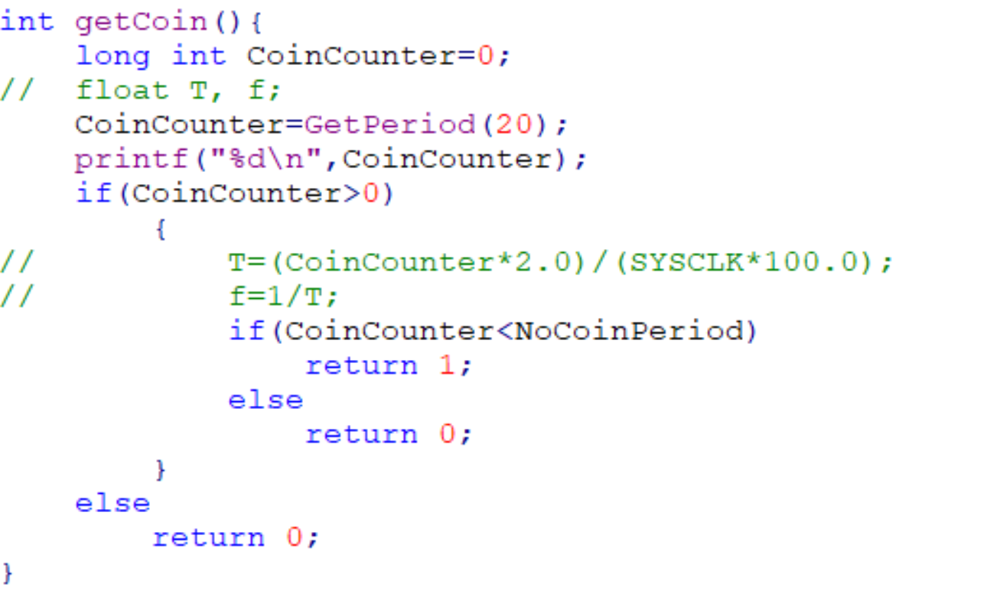 int getCoin(){
    long int CoinCounter=0;
//  float T, f;
    CoinCounter=GetPeriod(20);
    printf("%d\n",CoinCounter);
    if(CoinCounter>0)
        {
//          T=(CoinCounter*2.0)/(SYSCLK*100.0);
//          f=1/T;
            if(CoinCounter<NoCoinPeriod)
                return 1;
            else
                return 0;
        }
    else
        return 0;
}